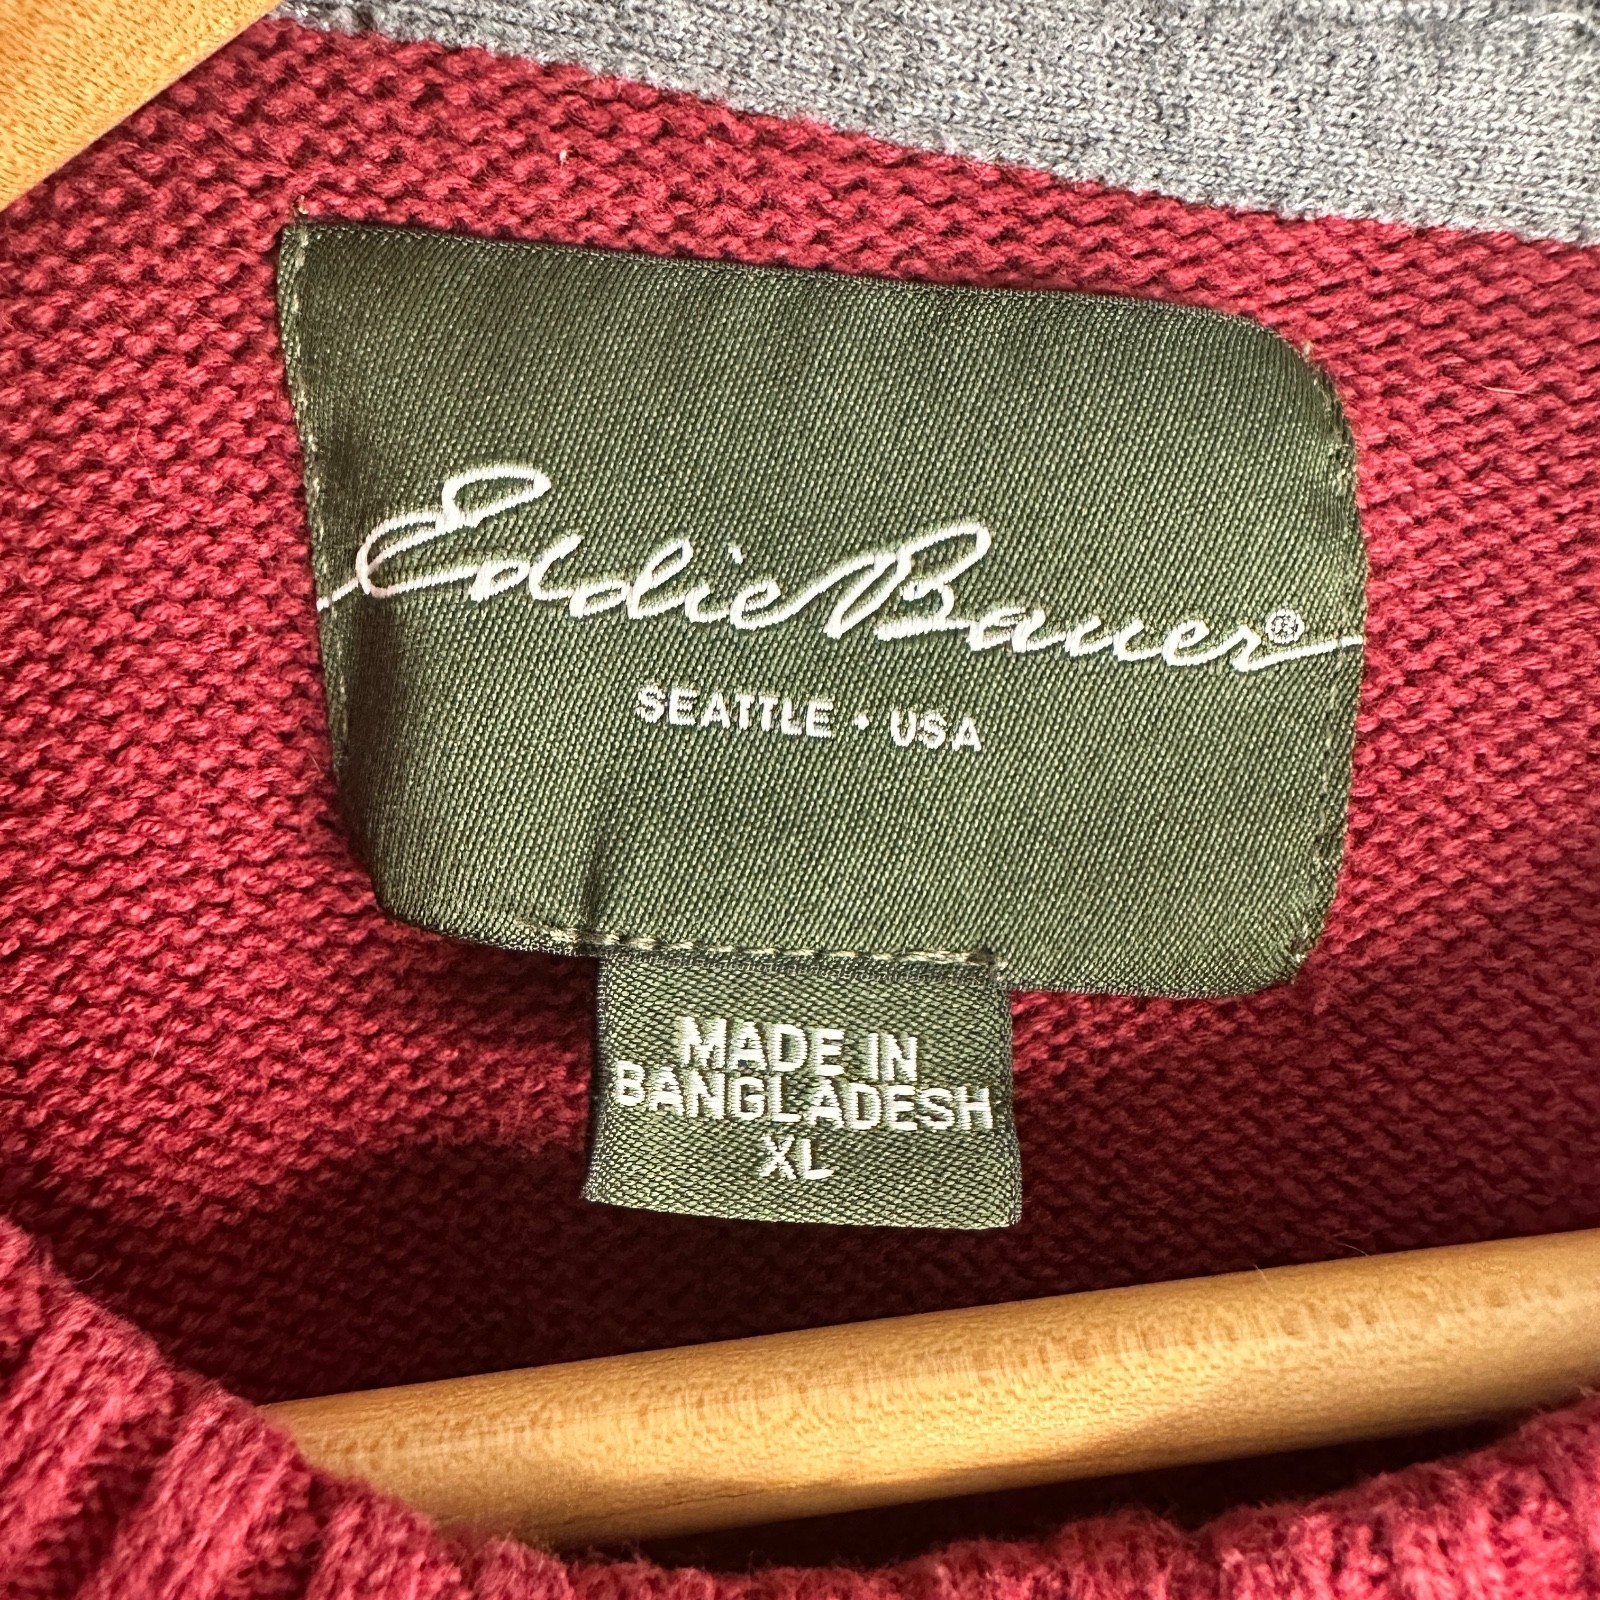 Eddie Bauer®
SEATTLE • USA
MADE IN
BANGLADESH
XL